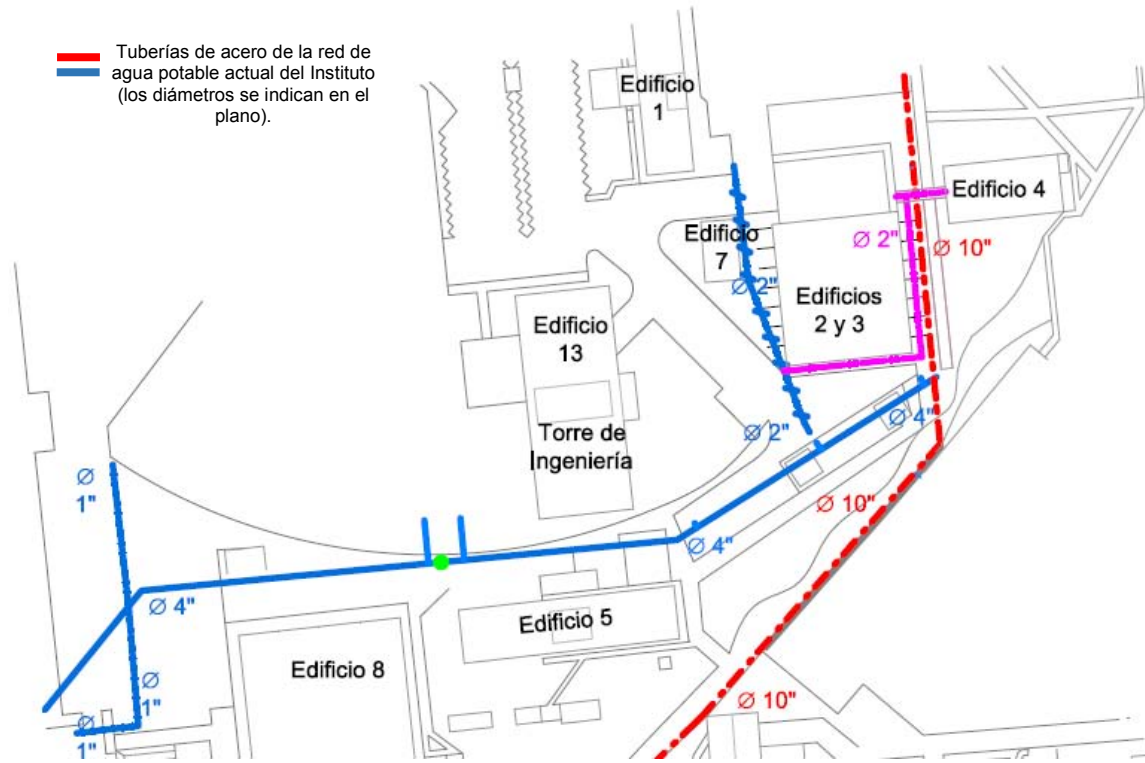 Tuberías de acero de la red de
agua potable actual del Instituto
(los diámetros se indican en el
plano).
Edificio
1
Edificio 4
Edificio
7
Ø 2"
Ø 10"
Ø 2"
Edificios
2 y 3
Edificio
13
Torre de
Ingeniería
Ø 2"
Ø 4"
Ø
1"
Ø 10"
Ø 4"
Ø 4"
Edificio 5
Edificio 8
Ø
1"
Ø 10"
Ø
1"